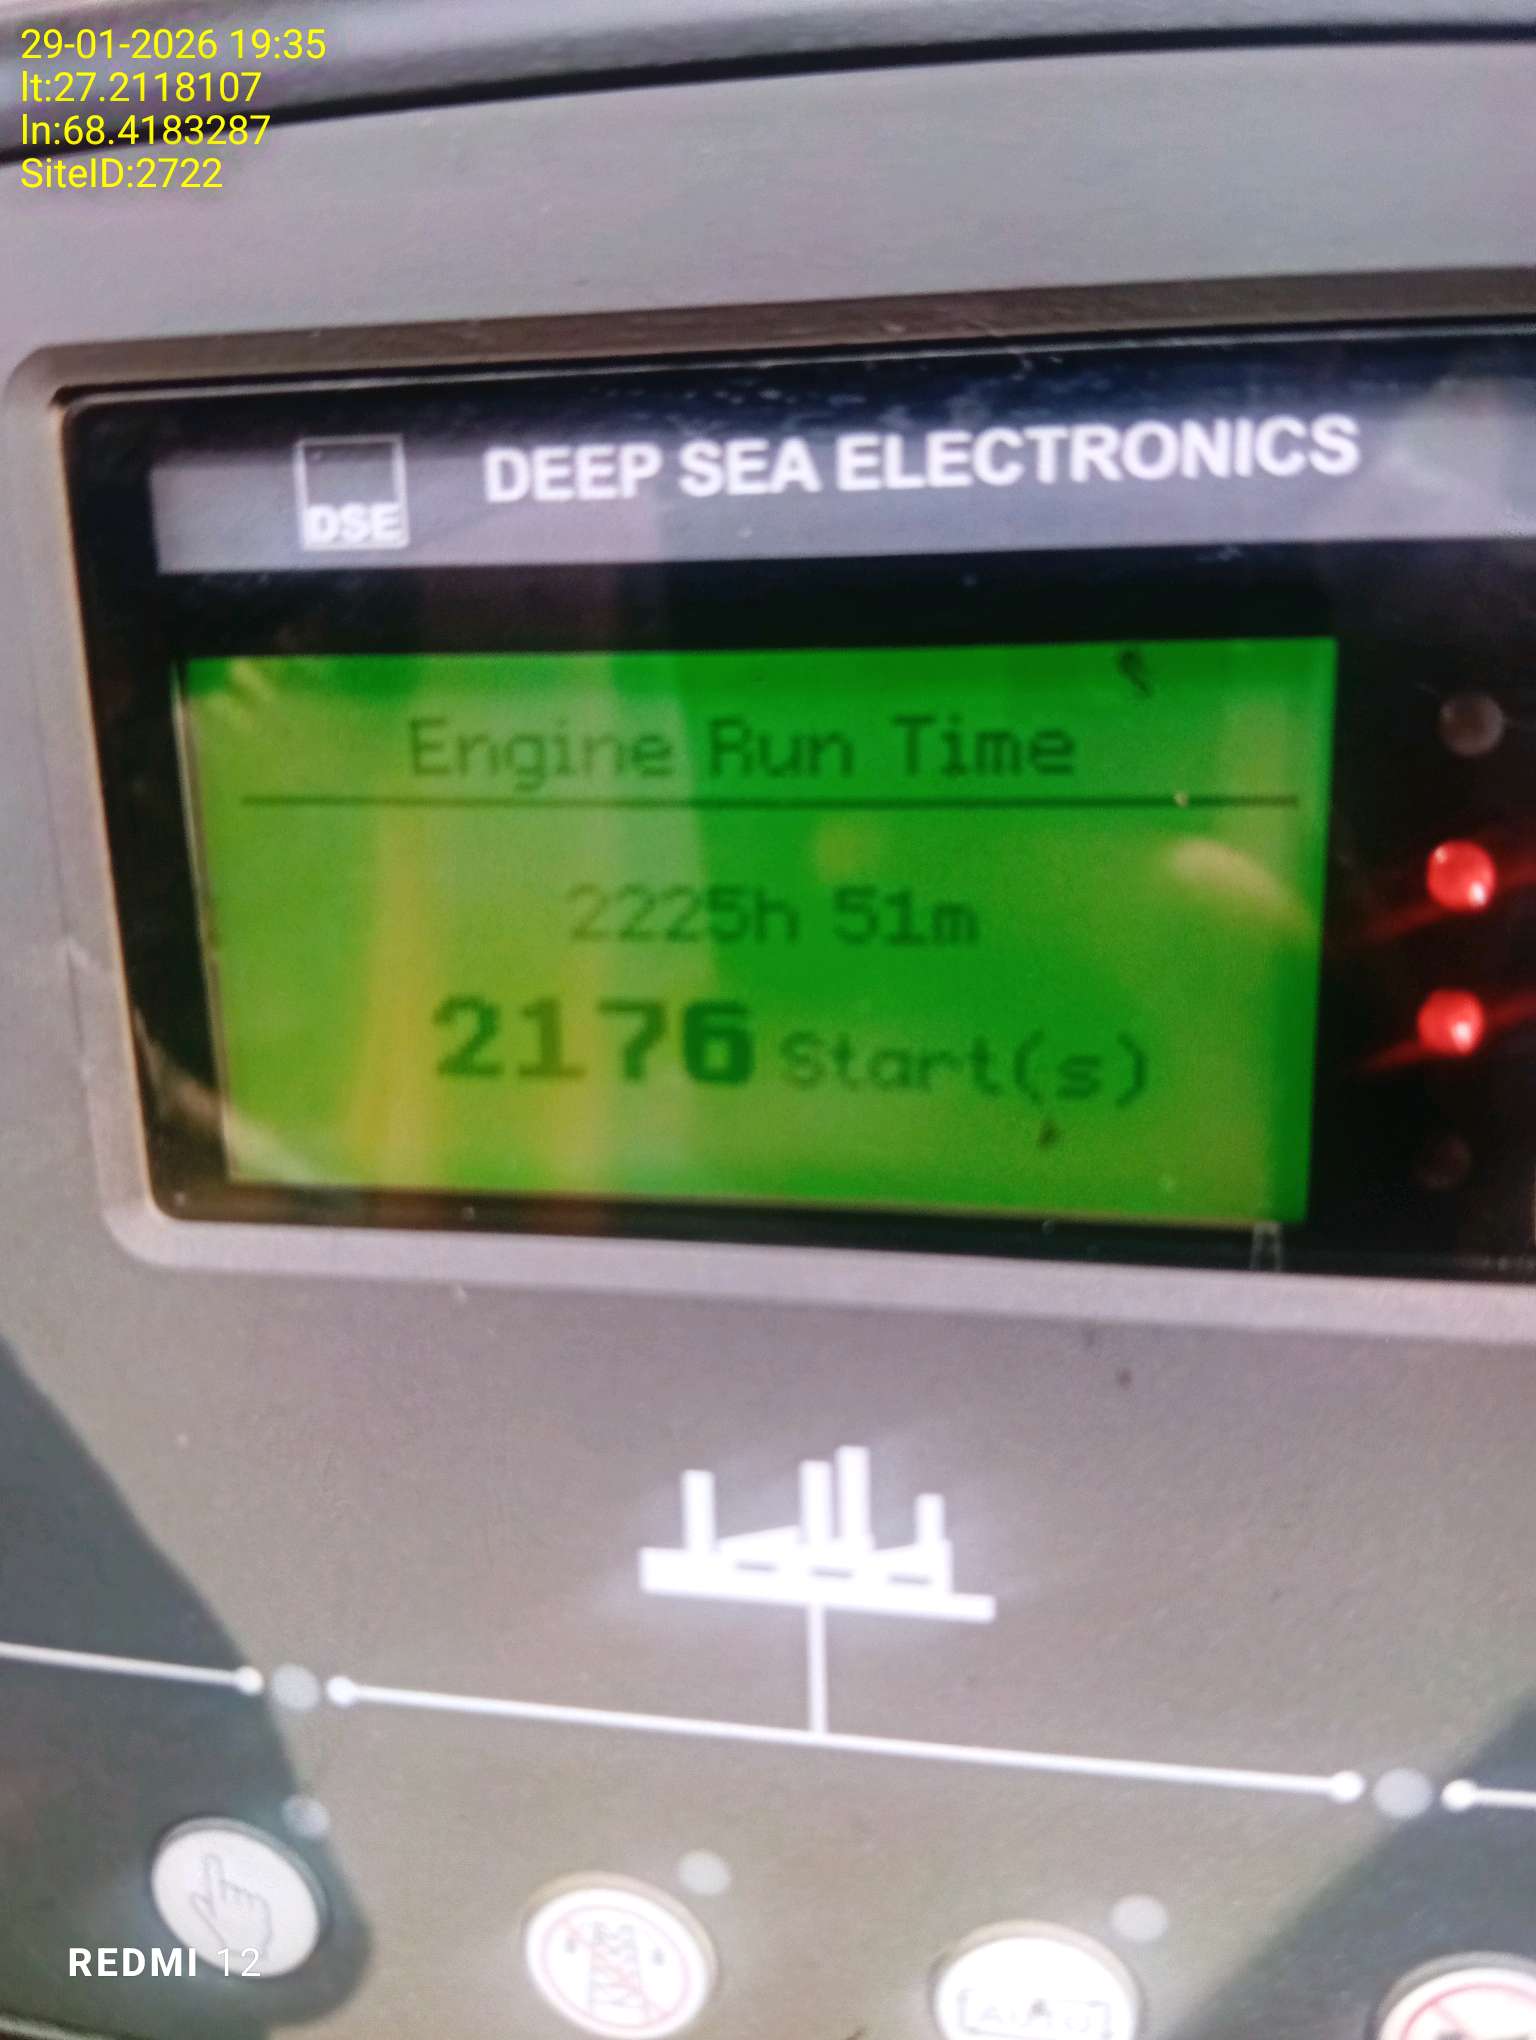 29-01-2026 19:35
lt:27.2118107
ln:68.4183287
SiteID:2722
DSE
DEEP SEA ELECTRONICS
Engine Run Time
2225h 51m
2176 Start(s)
REDMI 12
AUTO